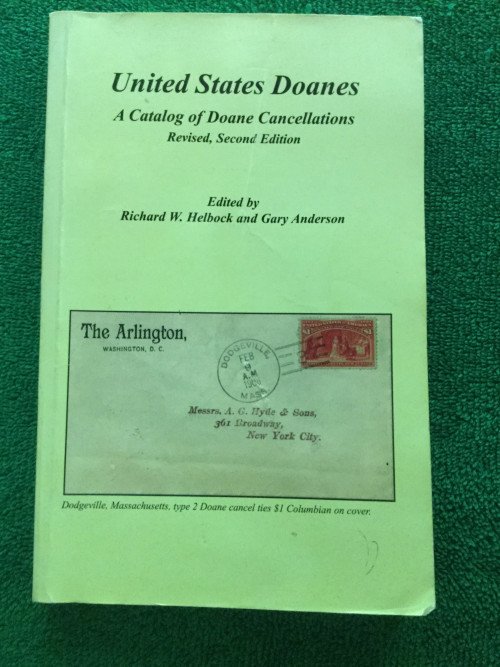 United States Doanes
A Catalog of Doane Cancellations
Revised, Second Edition
Edited by
Richard W. Helbock and Gary Anderson
The Arlington,
WASHINGTON, D. C.
DODGEVILLE,
FEB
9
A.M.
1906
MASS.
Messrs. A. G. Hyde & Sons,
361 Broadway,
New York City.
Dodgeville, Massachusetts, type 2 Doane cancel ties $1 Columbian on cover.